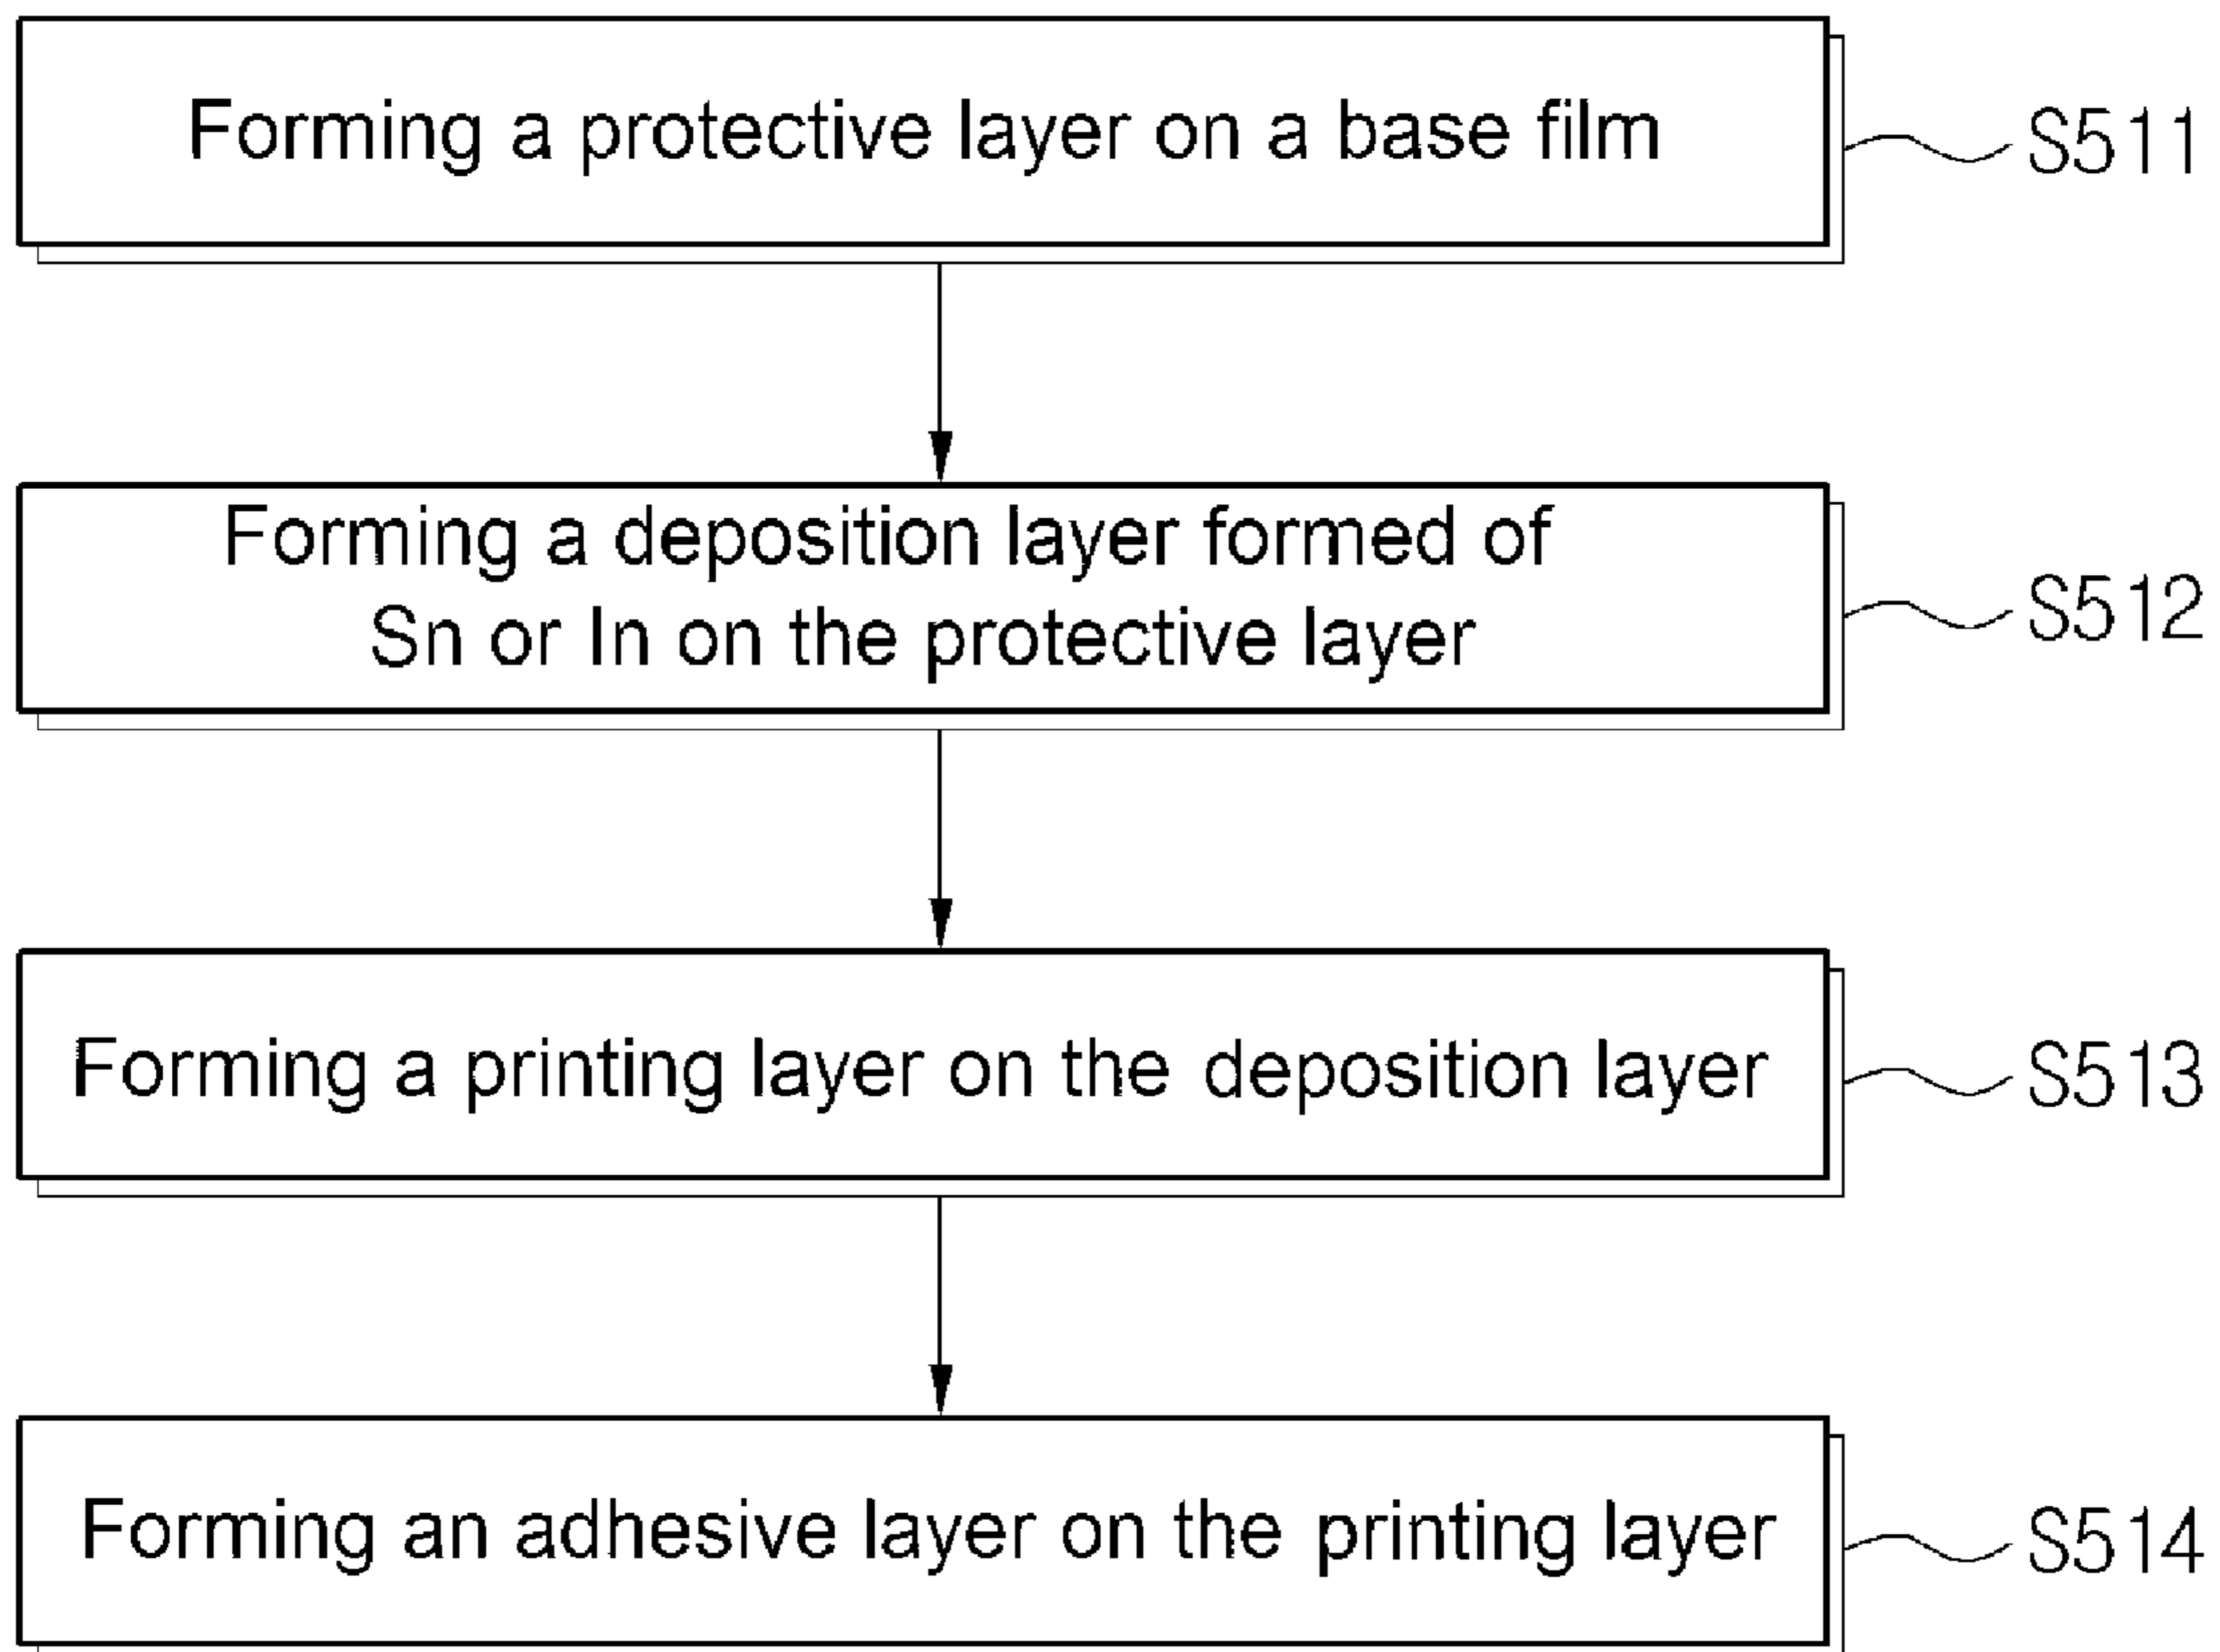 Forming a protective layer on a base film
S511
Forming a deposition layer formed of
Sn or In on the protective layer
S512
Forming a printing layer on the deposition layer
S513
Forming an adhesive layer on the printing layer
S514